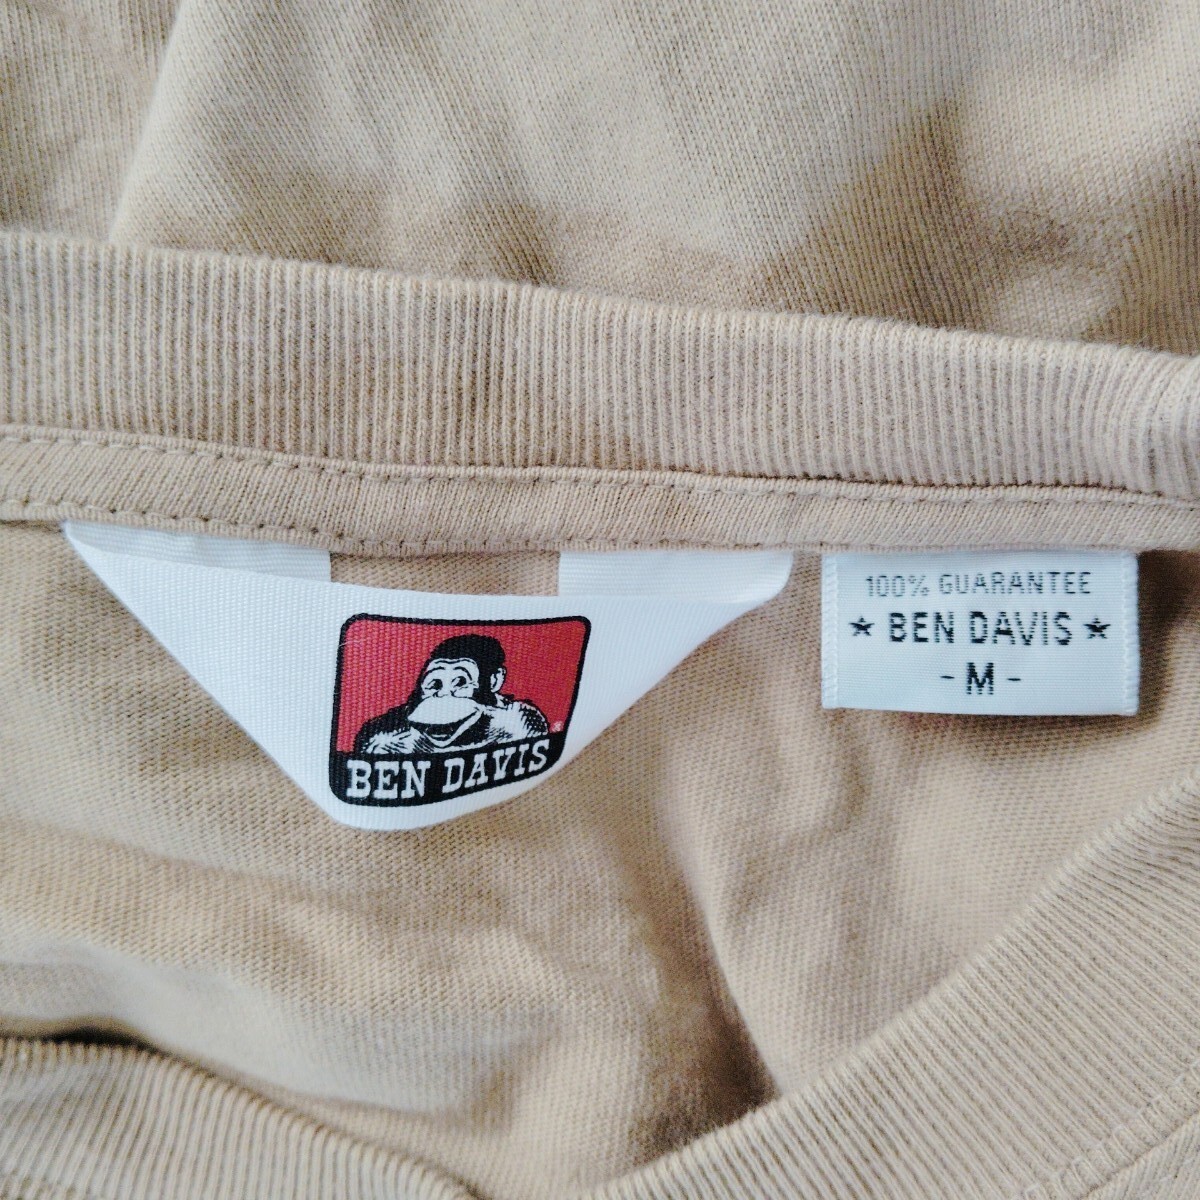 BEN DAVIS
100% GUARANTEE
★ BEN DAVIS ★
- M -